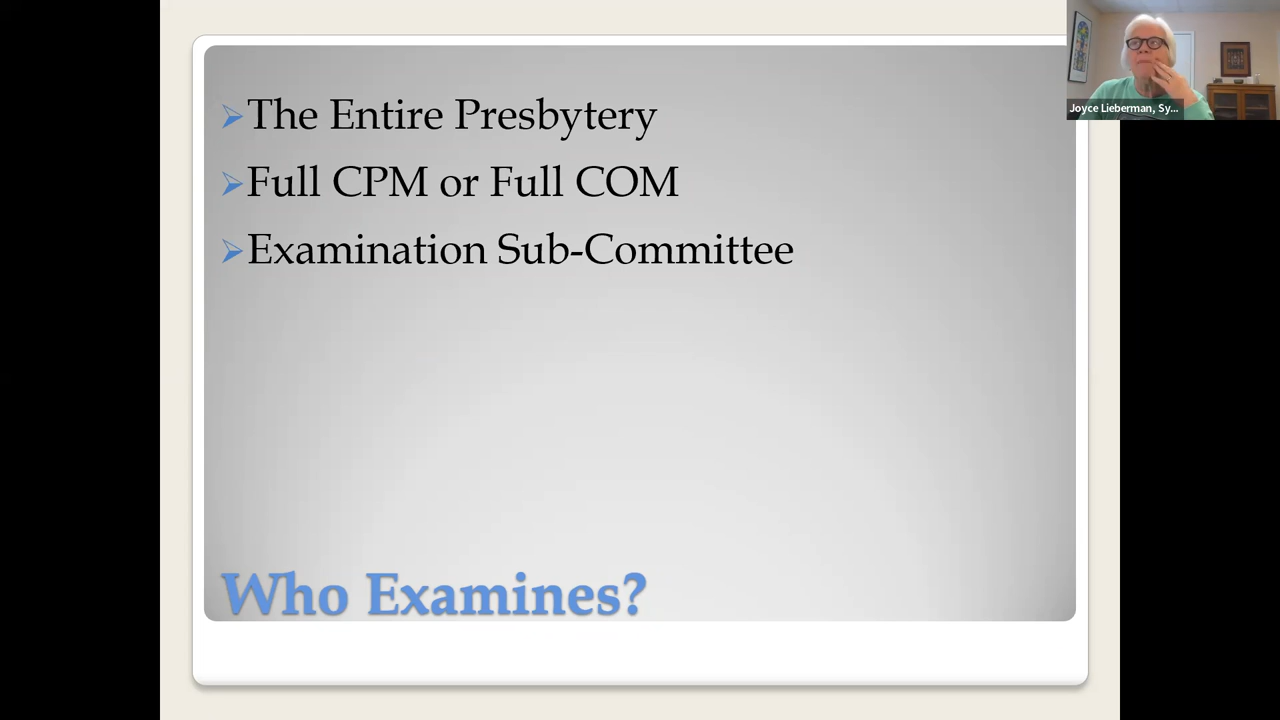 The Entire Presbytery
Full CPM or Full COM
Examination Sub-Committee
Who Examines?
Joyce Lieberman, Sy...